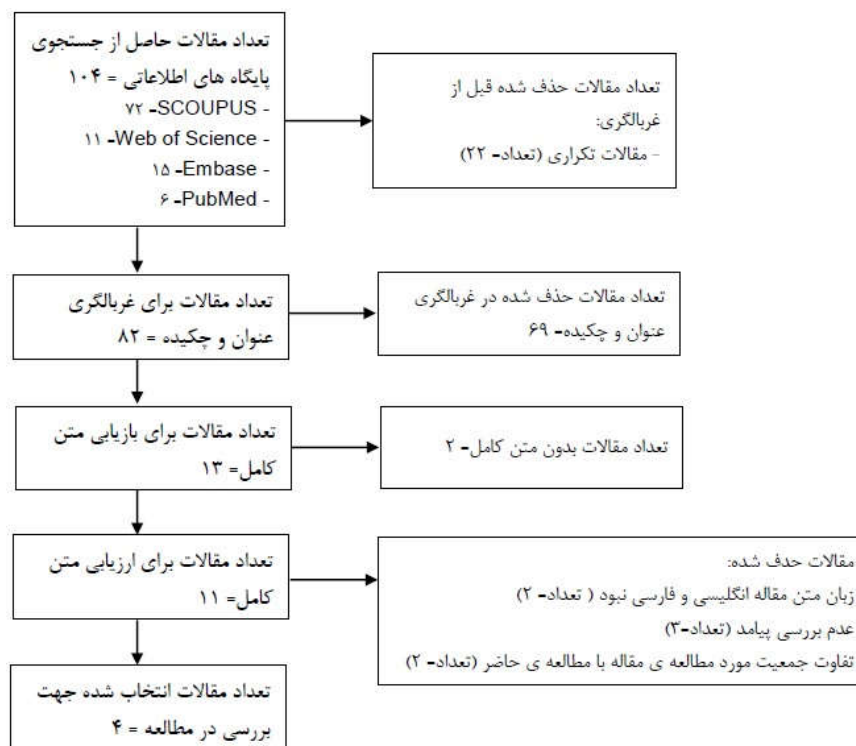 تعداد مقالات حاصل از جستجوی
پایگاه های اطلاعاتی = ۱۰۴
- SCOUPUS- ۷۲
- Web of Science- ۱۱
- Embase- ۱۵
- PubMed- ۶
تعداد مقالات حذف شده قبل از
غربالگری:
- مقالات تکراری (تعداد- ۲۲)
تعداد مقالات برای غربالگری
عنوان و چکیده = ۸۲
تعداد مقالات حذف شده در غربالگری
عنوان و چکیده- ۶۹
تعداد مقالات برای بازیابی متن
کامل= ۱۳
تعداد مقالات بدون متن کامل- ۲
تعداد مقالات برای ارزیابی متن
کامل= ۱۱
مقالات حذف شده:
زبان متن مقاله انگلیسی و فارسی نبود ( تعداد- ۲)
عدم بررسی پیامد (تعداد-۳)
تفاوت جمعیت مورد مطالعه ی مقاله با مطالعه ی حاضر (تعداد- ۲)
تعداد مقالات انتخاب شده جهت
بررسی در مطالعه = ۴